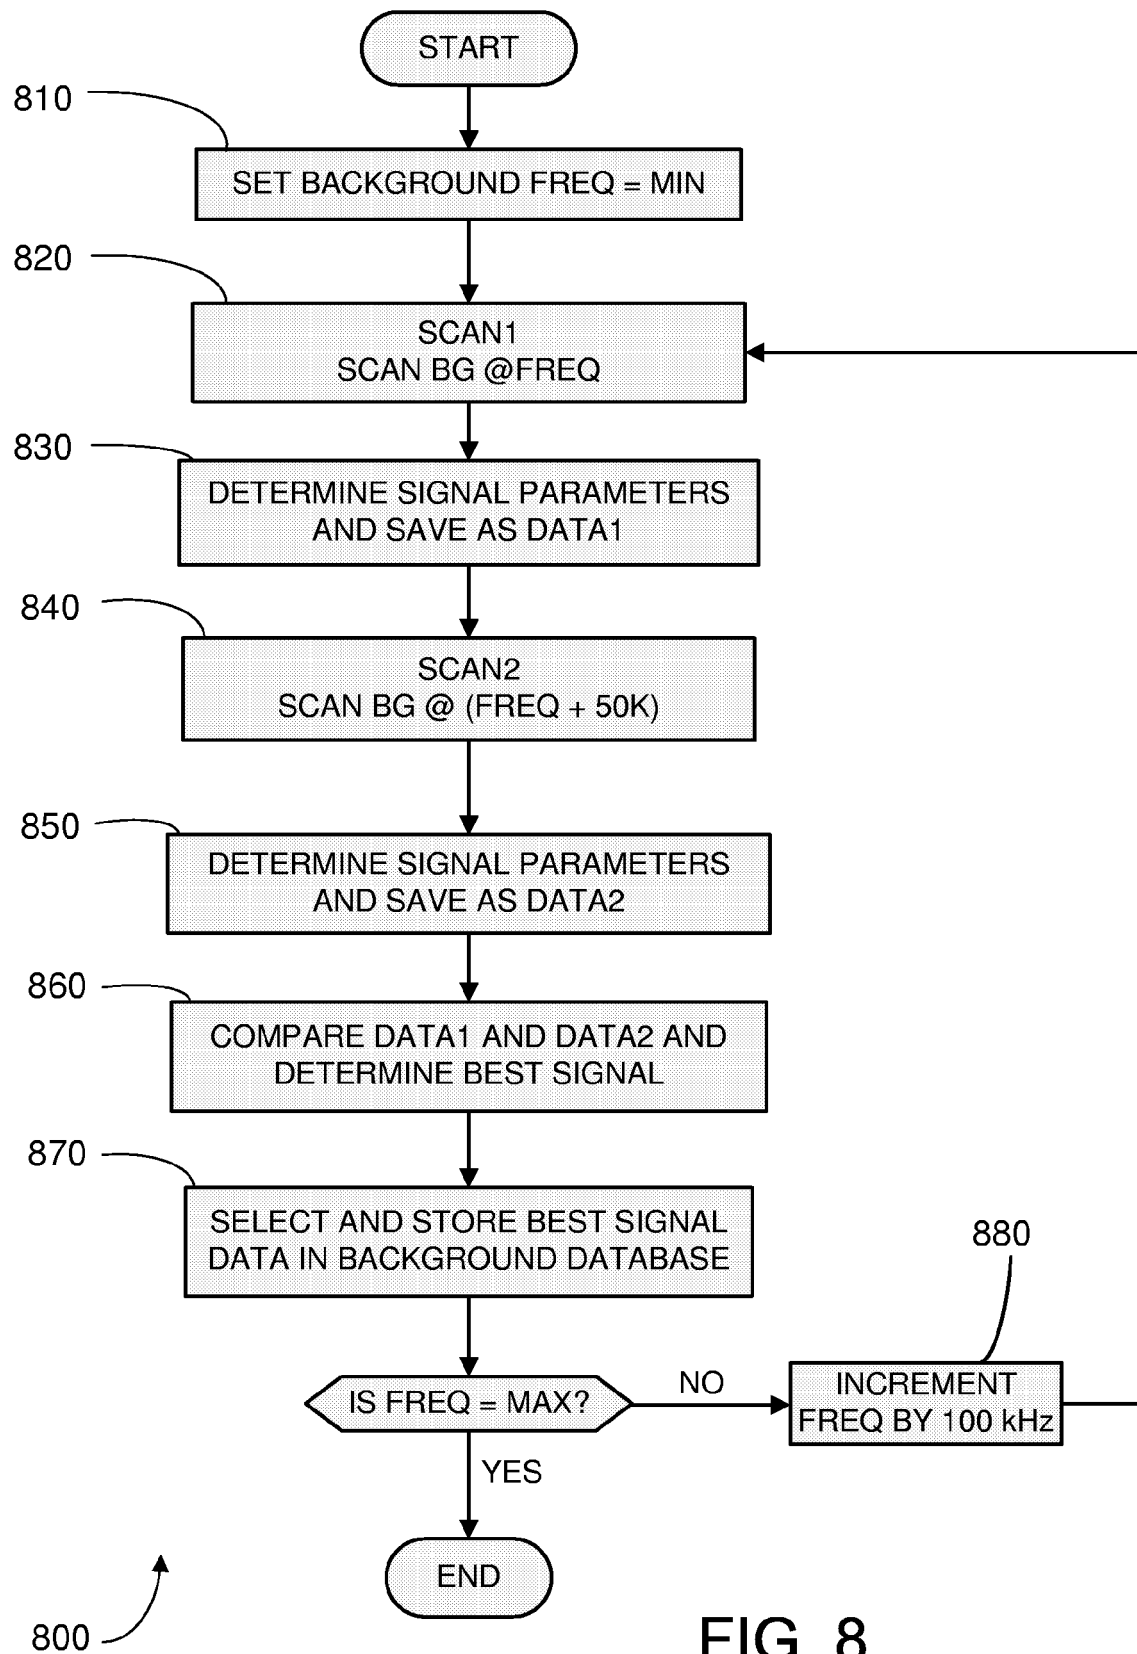 START
810
SET BACKGROUND FREQ = MIN
820
SCAN1
SCAN BG @FREQ
830
DETERMINE SIGNAL PARAMETERS
AND SAVE AS DATA1
840
SCAN2
SCAN BG @ (FREQ + 50K)
850
DETERMINE SIGNAL PARAMETERS
AND SAVE AS DATA2
860
COMPARE DATA1 AND DATA2 AND
DETERMINE BEST SIGNAL
870
SELECT AND STORE BEST SIGNAL
DATA IN BACKGROUND DATABASE
880
IS FREQ = MAX?
NO
INCREMENT
FREQ BY 100 kHz
YES
END
800
FIG. 8